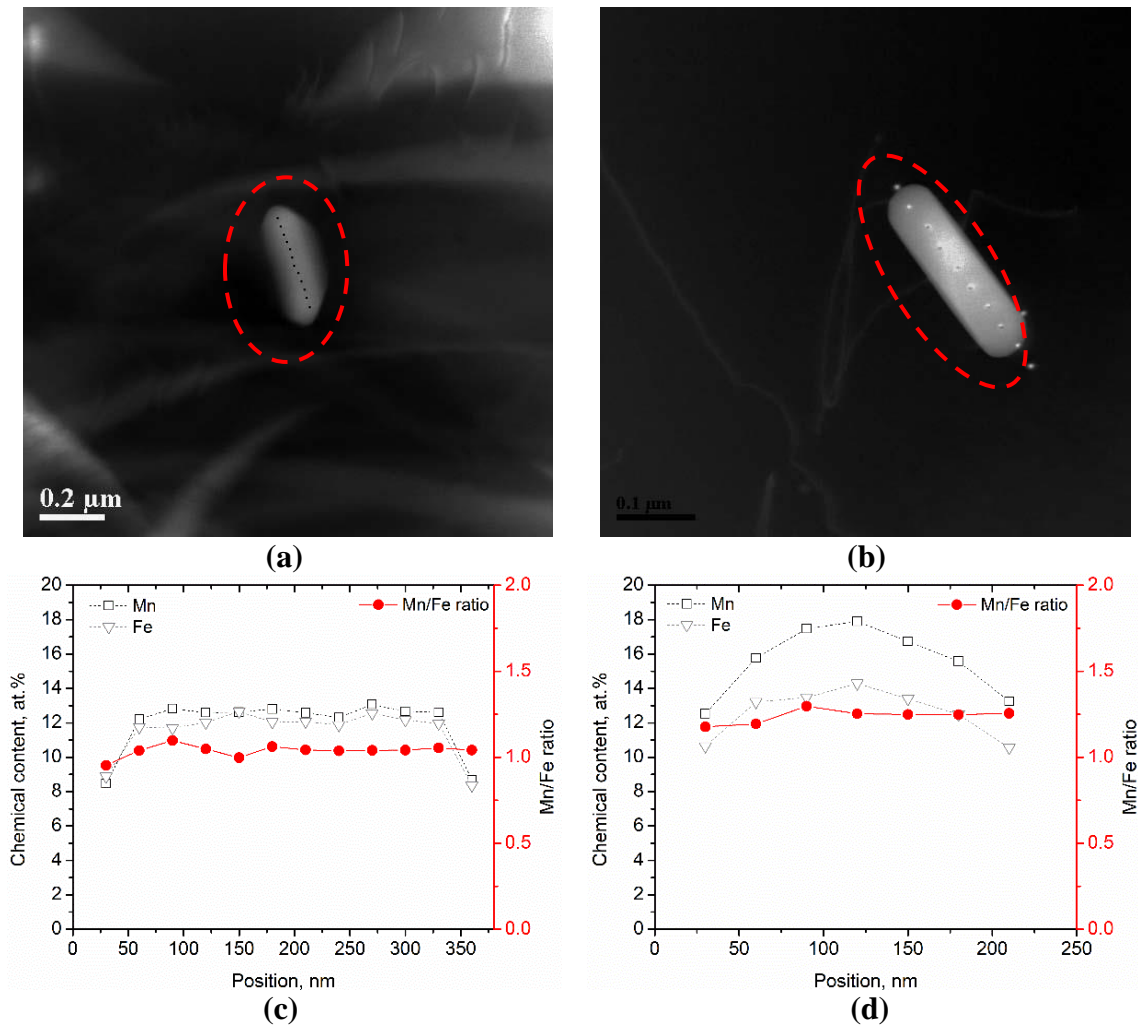 0.2 µm
0.1 µm
(a)
(b)
20
18
16
14
12
10
8
6
4
2
0
Chemical content, at.%
Mn
Fe
Mn/Fe ratio
2.0
1.5
1.0
0.5
0.0
Mn/Fe ratio
0 50 100 150 200 250 300 350
Position, nm
(c)
20
18
16
14
12
10
8
6
4
2
0
Chemical content, at.%
Mn
Fe
Mn/Fe ratio
2.0
1.5
1.0
0.5
0.0
Mn/Fe ratio
0 50 100 150 200 250
Position, nm
(d)